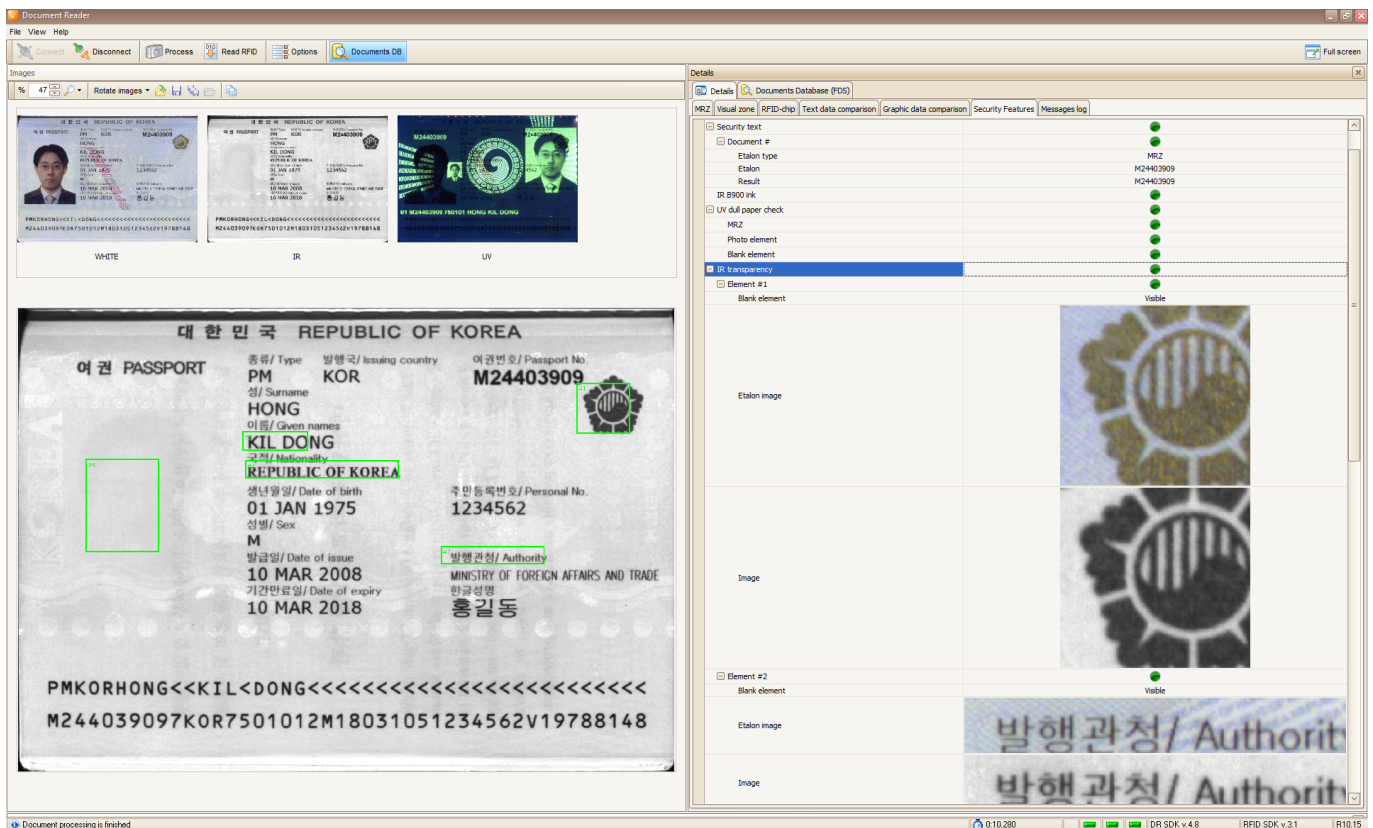 Document Reader
File View Help
Connect Disconnect Process Read RFID Options Documents DB Full screen
Images
% 47 Rotate images
WHITE IR UV
대한민국 REPUBLIC OF KOREA
여권 PASSPORT
종류/ Type 발행국/ Issuing country 여권번호/ Passport No.
PM KOR M24403909
성/ Surname
HONG
이름/ Given names
KIL DONG
국적/ Nationality
REPUBLIC OF KOREA
생년월일/ Date of birth 주민등록번호/ Personal No.
01 JAN 1975 1234562
성별/ Sex
M
발급일/ Date of issue 발행관청/ Authority
10 MAR 2008 MINISTRY OF FOREIGN AFFAIRS AND TRADE
기간만료일/ Date of expiry 한글성명
10 MAR 2018 홍길동
PMKORHONG<<KIL<DONG<<<<<<<<<<<<<<<<<<<<<<<<<
M244039097KOR7501012M18031051234562V19788148
Details
Details Documents Database (FDS)
MRZ Visual zone RFID-chip Text data comparison Graphic data comparison Security Features Messages log
Security text
Document #
Etalon type MRZ
Etalon M24403909
Result M24403909
IR B900 ink
UV dull paper check
MRZ
Photo element
Blank element
IR transparency
Element #1
Blank element Visible
Etalon image
Image
Element #2
Blank element Visible
Etalon image 발행관청/ Authorit
Image 발행관청/ Authorit
Document processing is finished 0:10.280 DR SDK v.4.8 RFID SDK v.3.1 R10.15